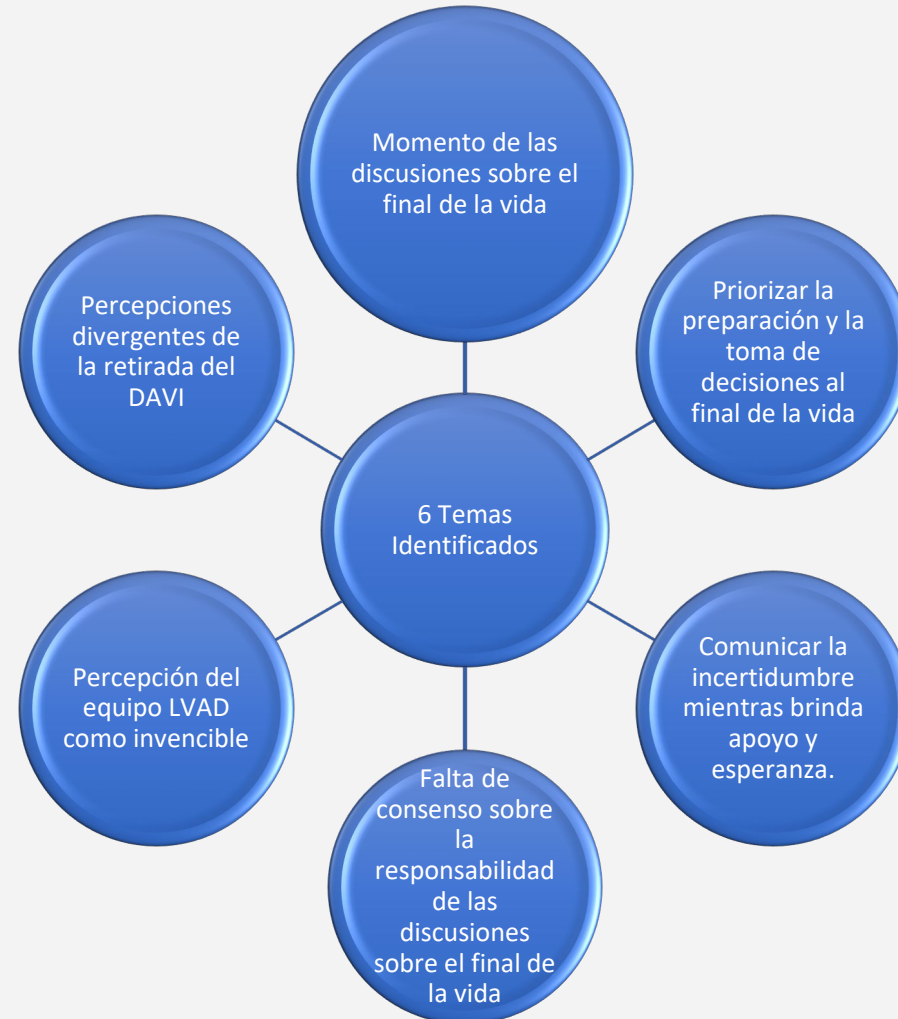 Momento de las
discusiones sobre el
final de la vida
Priorizar la
preparación y la
toma de
decisiones al
final de la vida
Comunicar la
incertidumbre
mientras brinda
apoyo y
esperanza.
Falta de
consenso sobre
la
responsabilidad
de las
discusiones
sobre el final de
la vida
Percepción del
equipo LVAD
como invencible
Percepciones
divergentes de
la retirada del
DAVI
6 Temas
Identificados